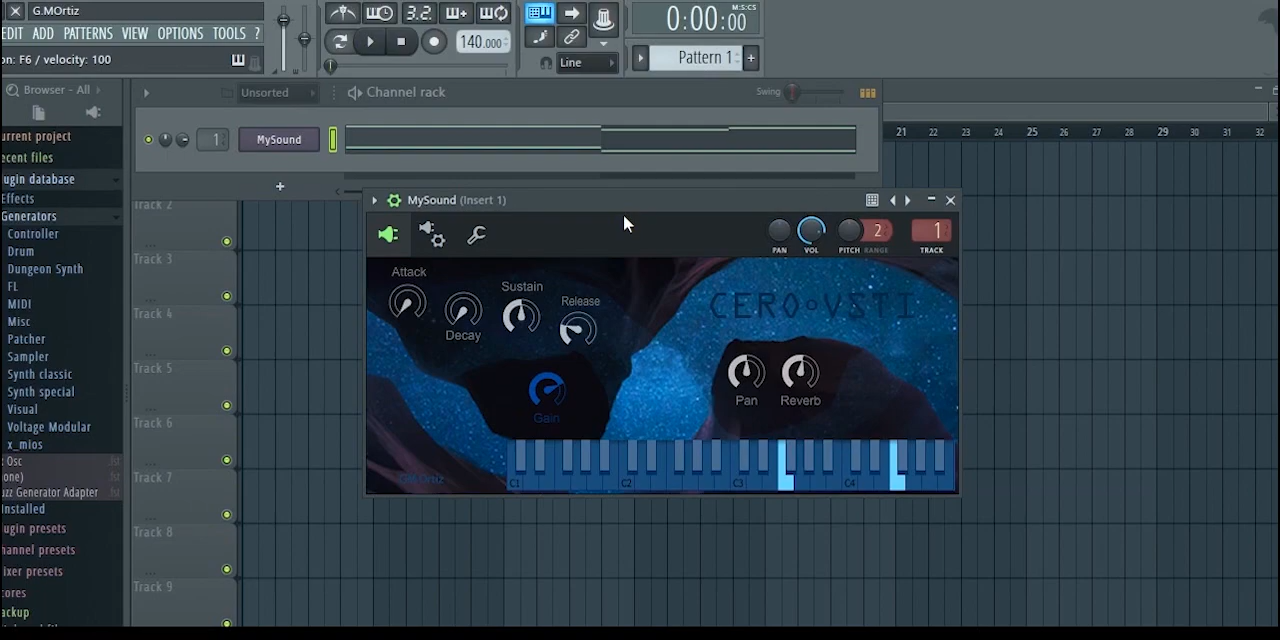 G.MOrtiz
EDIT ADD PATTERNS VIEW OPTIONS TOOLS ?
on: F6 / velocity: 100
3.2.
140.000
Line
0:00:00
M:S:CS
Pattern 1
+
Browser - All
urrent project
ecent files
lugin database
Effects
Generators
Controller
Drum
Dungeon Synth
FL
MIDI
Misc
Patcher
Sampler
Synth classic
Synth special
Visual
Voltage Modular
x_mios
Osc
one)
uzz Generator Adapter
Installed
ugin presets
hannel presets
ixer presets
cores
ackup
Unsorted
Channel rack
Swing
1
MySound
+
21 22 23 24 25 26 27 28 29 30 31 32
Track 2
Track 3
Track 4
Track 5
Track 6
Track 7
Track 8
Track 9
MySound (Insert 1)
PAN VOL PITCH RANGE TRACK
2
1
Attack
Decay
Sustain
Release
Gain
CERO VSTI
Pan
Reverb
GMOrtiz
C1 C2 C3 C4